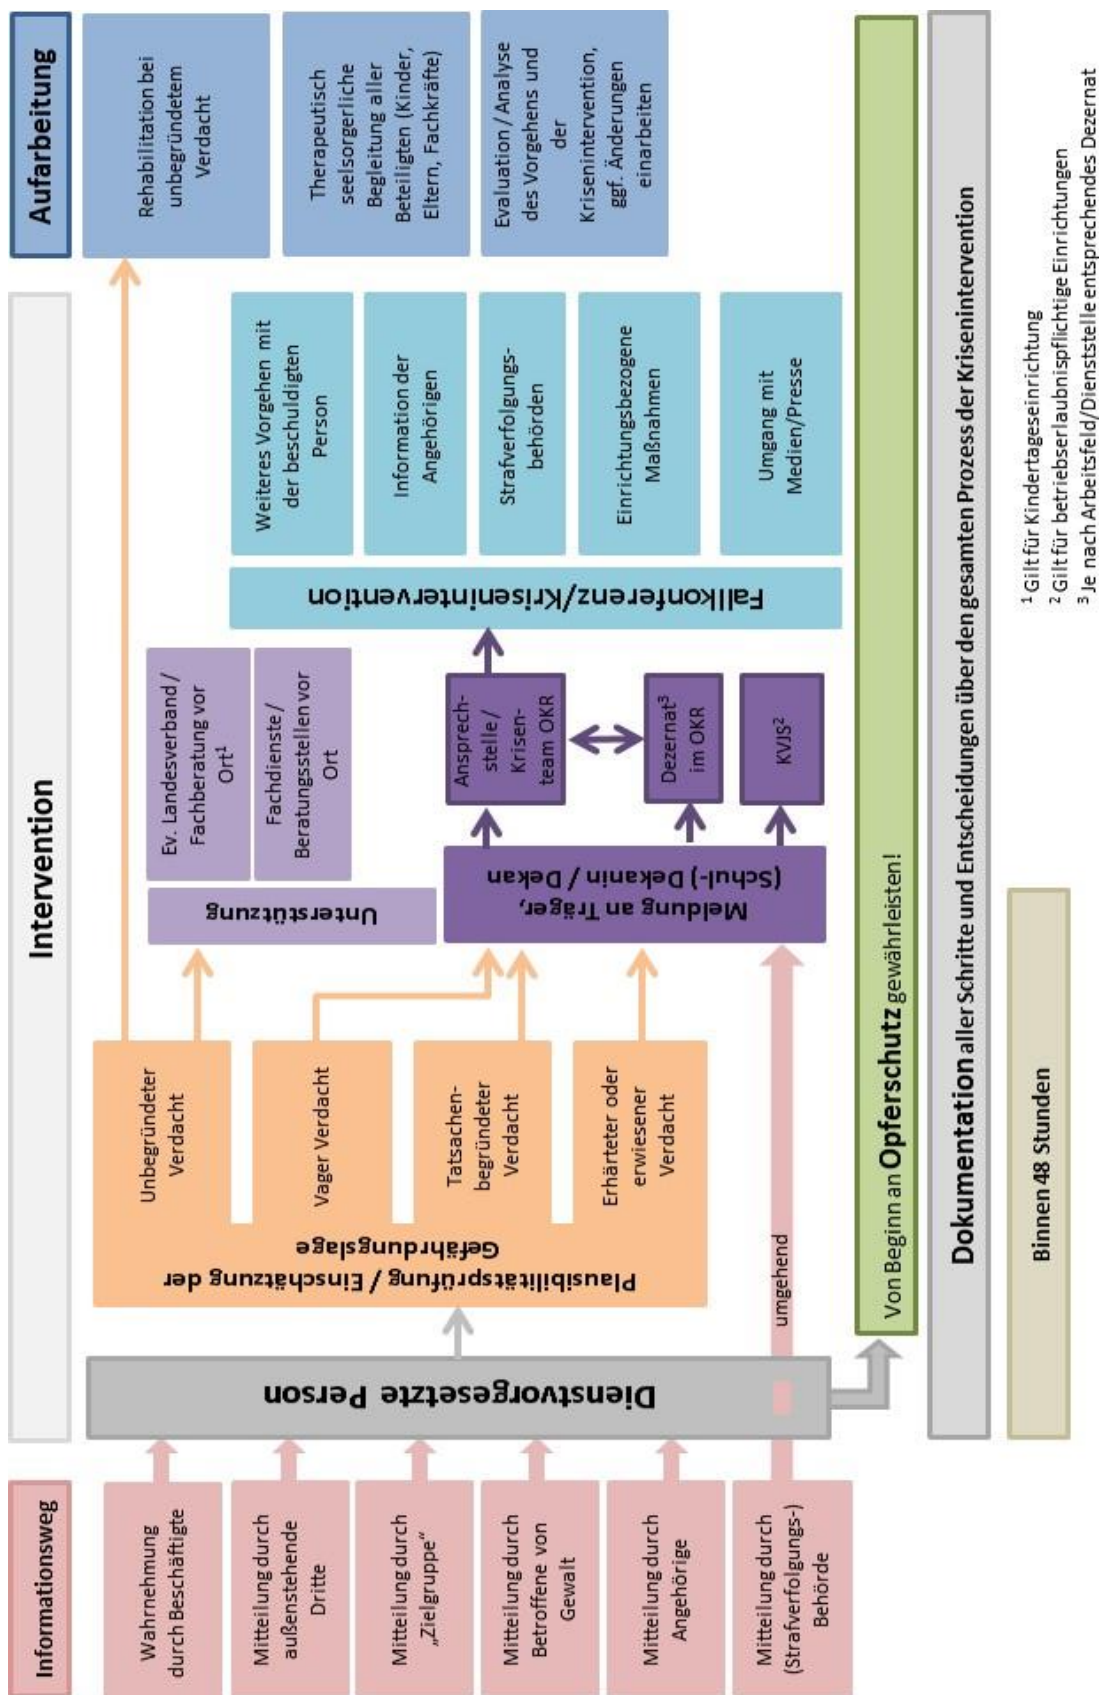 Informationsweg
Intervention
Aufarbeitung
Wahrnehmung
durch Beschäftigte
Mitteilung durch
außenstehende
Dritte
Mitteilung durch
„Zielgruppe“
Mitteilung durch
Betroffene von
Gewalt
Mitteilung durch
Angehörige
Mitteilung durch
(Strafverfolgungs-)
Behörde
Dienstvorgesetzte Person
umgehend
Plausibilitätsprüfung / Einschätzung der
Gefährdungslage
Unbegründeter
Verdacht
Vager Verdacht
Tatsachen-
begründeter
Verdacht
Erhärteter oder
erwiesener
Verdacht
Unterstützung
Ev. Landesverband /
Fachberatung vor
Ort¹
Fachdienste /
Beratungsstellen vor
Ort
Meldung an Träger,
(Schul-) Dekanin / Dekan
Ansprech-
stelle /
Krisen-
team OKR
Dezernat³
im OKR
KVJS²
Fallkonferenz/Krisenintervention
Weiteres Vorgehen mit
der beschuldigten
Person
Information der
Angehörigen
Strafverfolgungs-
behörden
Einrichtungsbezogene
Maßnahmen
Umgang mit
Medien/Presse
Rehabilitation bei
unbegründetem
Verdacht
Therapeutisch
seelsorgerliche
Begleitung aller
Beteiligten (Kinder,
Eltern, Fachkräfte)
Evaluation / Analyse
des Vorgehens und
der
Krisenintervention,
ggf. Änderungen
einarbeiten
Von Beginn an Opferschutz gewährleisten!
Dokumentation aller Schritte und Entscheidungen über den gesamten Prozess der Krisenintervention
Binnen 48 Stunden
¹ Gilt für Kindertageseinrichtung
² Gilt für betriebserlaubnispflichtige Einrichtungen
³ Je nach Arbeitsfeld/Dienststelle entsprechendes Dezernat